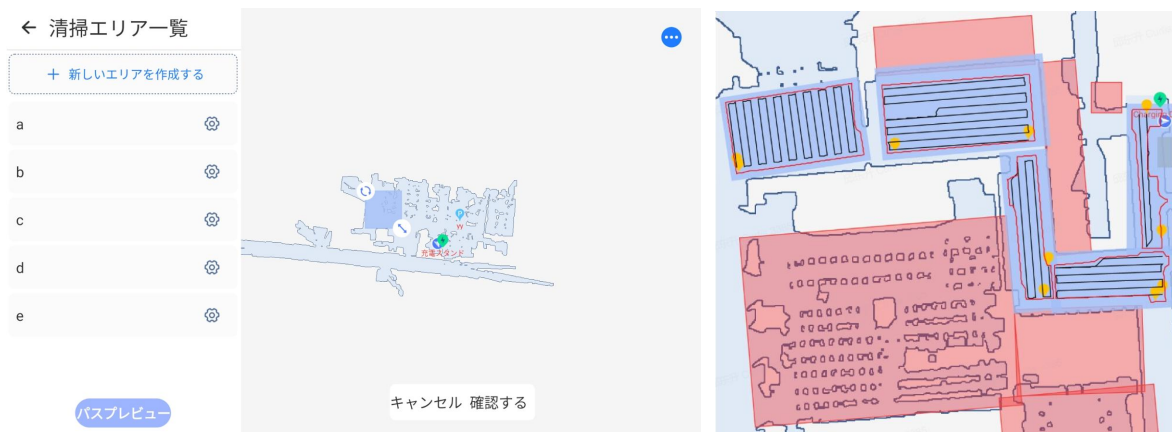 ← 清掃エリア一覧
+ 新しいエリアを作成する
a
b
c
d
e
パスプレビュー
P
W
充電スタンド
キャンセル 確認する